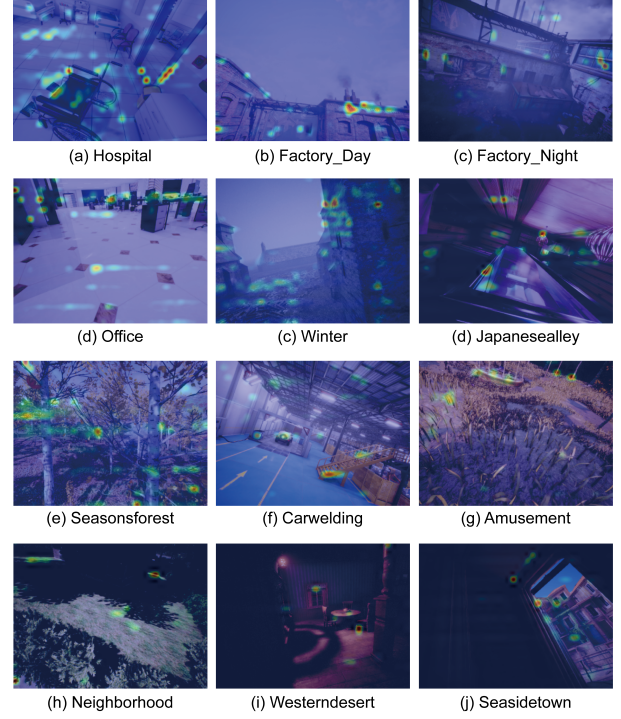 (a) Hospital
(b) Factory_Day
(c) Factory_Night
(d) Office
(c) Winter
(d) Japanesealley
(e) Seasonsforest
(f) Carwelding
(g) Amusement
(h) Neighborhood
(i) Westerndesert
(j) Seasidetown